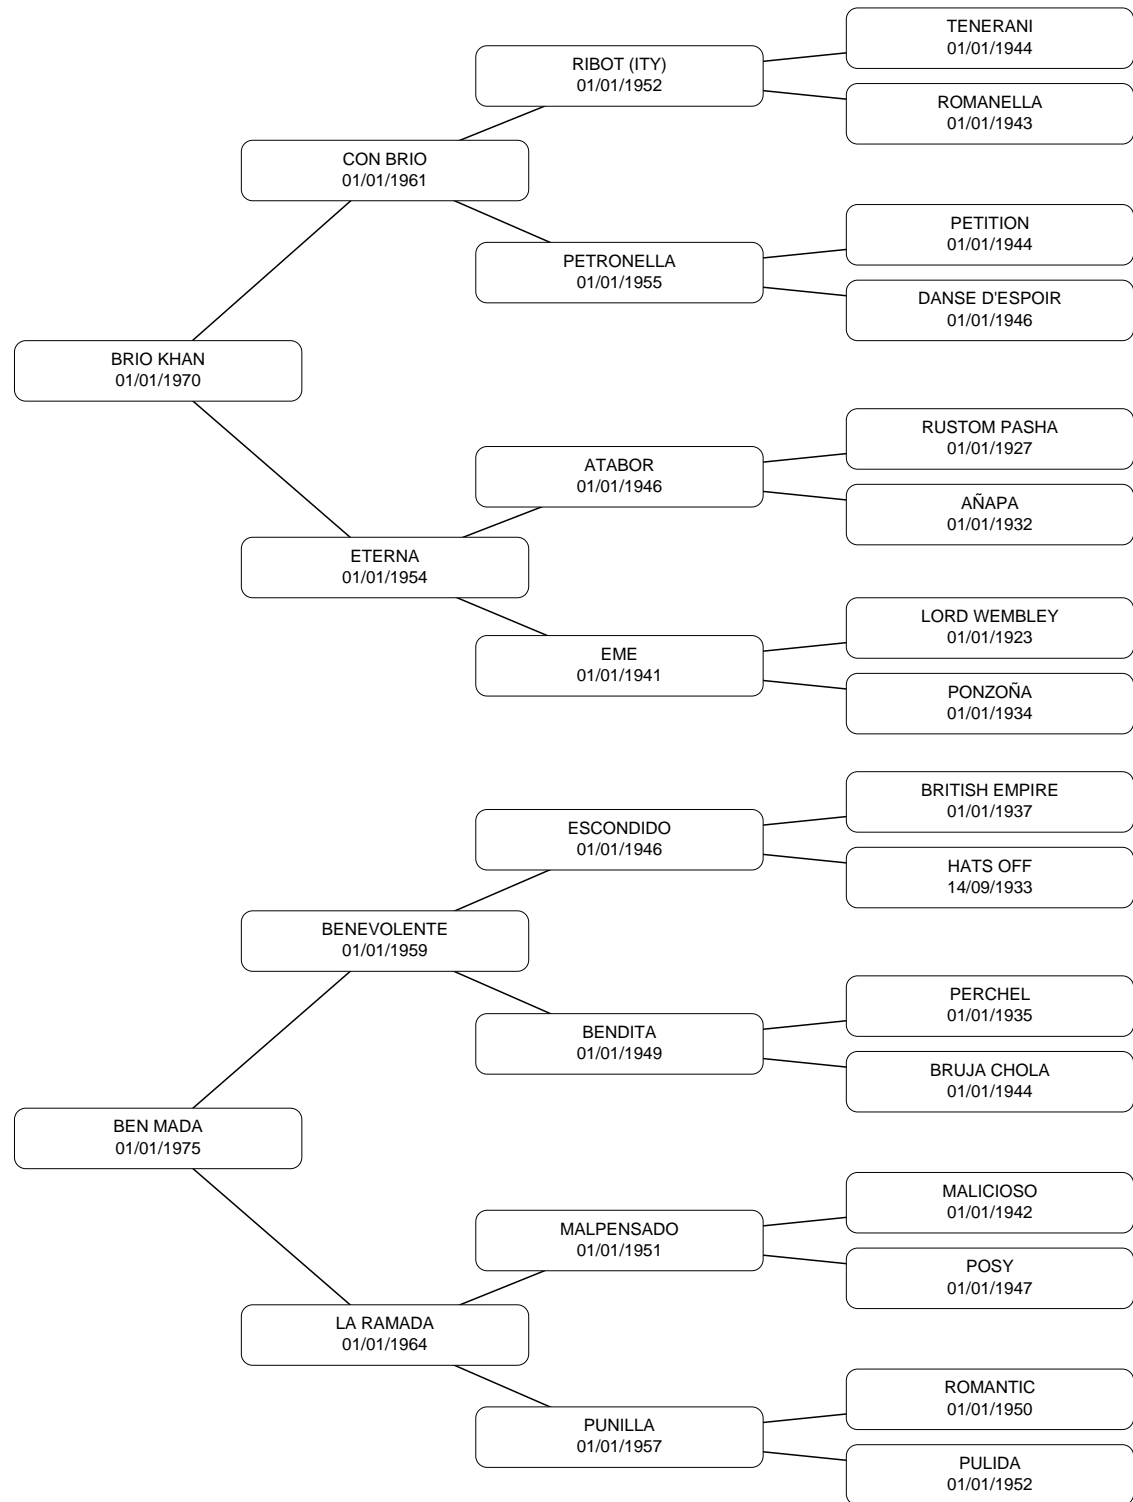 TENERANI
01/01/1944
RIBOT (ITY)
01/01/1952
ROMANELLA
01/01/1943
CON BRIO
01/01/1961
PETITION
01/01/1944
PETRONELLA
01/01/1955
DANSE D'ESPOIR
01/01/1946
BRIO KHAN
01/01/1970
RUSTOM PASHA
01/01/1927
ATABOR
01/01/1946
AÑAPA
01/01/1932
ETERNA
01/01/1954
LORD WEMBLEY
01/01/1923
EME
01/01/1941
PONZOÑA
01/01/1934
BRITISH EMPIRE
01/01/1937
ESCONDIDO
01/01/1946
HATS OFF
14/09/1933
BENEVOLENTE
01/01/1959
PERCHEL
01/01/1935
BENDITA
01/01/1949
BRUJA CHOLA
01/01/1944
BEN MADA
01/01/1975
MALICIOSO
01/01/1942
MALPENSADO
01/01/1951
POSY
01/01/1947
LA RAMADA
01/01/1964
ROMANTIC
01/01/1950
PUNILLA
01/01/1957
PULIDA
01/01/1952